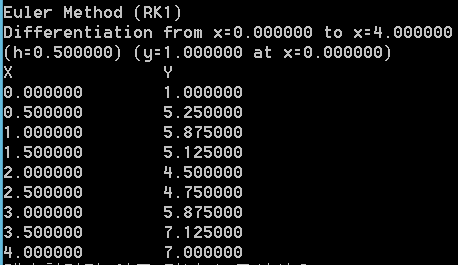 Euler Method (RK1)
Differentiation from x=0.000000 to x=4.000000
(h=0.500000) (y=1.000000 at x=0.000000)
X Y
0.000000 1.000000
0.500000 5.250000
1.000000 5.875000
1.500000 5.125000
2.000000 4.500000
2.500000 4.750000
3.000000 5.875000
3.500000 7.125000
4.000000 7.000000